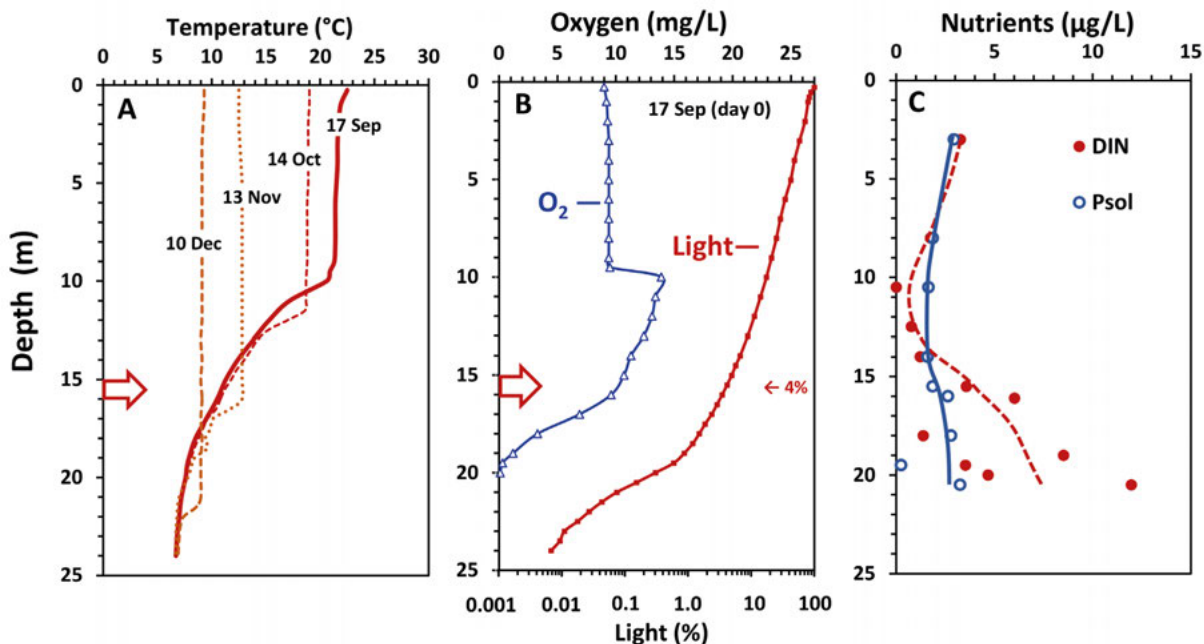 Temperature (°C)
0 5 10 15 20 25 30
Depth (m)
0
5
10
15
20
25
A
17 Sep
14 Oct
13 Nov
10 Dec
Oxygen (mg/L)
0 5 10 15 20 25
0
5
10
15
20
25
B
17 Sep (day 0)
O₂
Light
← 4%
0.001 0.01 0.1 1.0 10 100
Light (%)
Nutrients (µg/L)
0 5 10 15
0
5
10
15
20
25
C
DIN
Psol